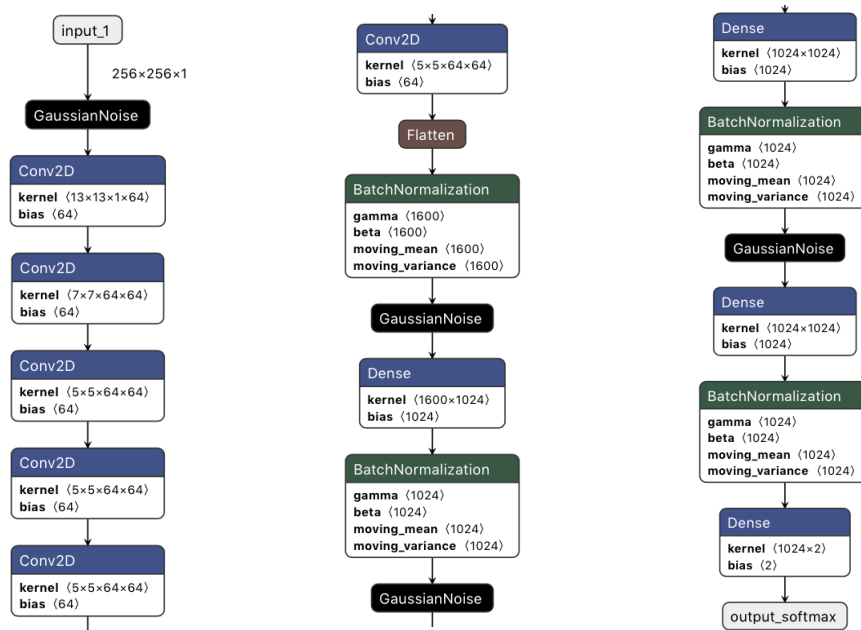 input_1
256×256×1
GaussianNoise
Conv2D
kernel ⟨13×13×1×64⟩
bias ⟨64⟩
Conv2D
kernel ⟨7×7×64×64⟩
bias ⟨64⟩
Conv2D
kernel ⟨5×5×64×64⟩
bias ⟨64⟩
Conv2D
kernel ⟨5×5×64×64⟩
bias ⟨64⟩
Conv2D
kernel ⟨5×5×64×64⟩
bias ⟨64⟩
Conv2D
kernel ⟨5×5×64×64⟩
bias ⟨64⟩
Flatten
BatchNormalization
gamma ⟨1600⟩
beta ⟨1600⟩
moving_mean ⟨1600⟩
moving_variance ⟨1600⟩
GaussianNoise
Dense
kernel ⟨1600×1024⟩
bias ⟨1024⟩
BatchNormalization
gamma ⟨1024⟩
beta ⟨1024⟩
moving_mean ⟨1024⟩
moving_variance ⟨1024⟩
GaussianNoise
Dense
kernel ⟨1024×1024⟩
bias ⟨1024⟩
BatchNormalization
gamma ⟨1024⟩
beta ⟨1024⟩
moving_mean ⟨1024⟩
moving_variance ⟨1024⟩
GaussianNoise
Dense
kernel ⟨1024×1024⟩
bias ⟨1024⟩
BatchNormalization
gamma ⟨1024⟩
beta ⟨1024⟩
moving_mean ⟨1024⟩
moving_variance ⟨1024⟩
Dense
kernel ⟨1024×2⟩
bias ⟨2⟩
output_softmax